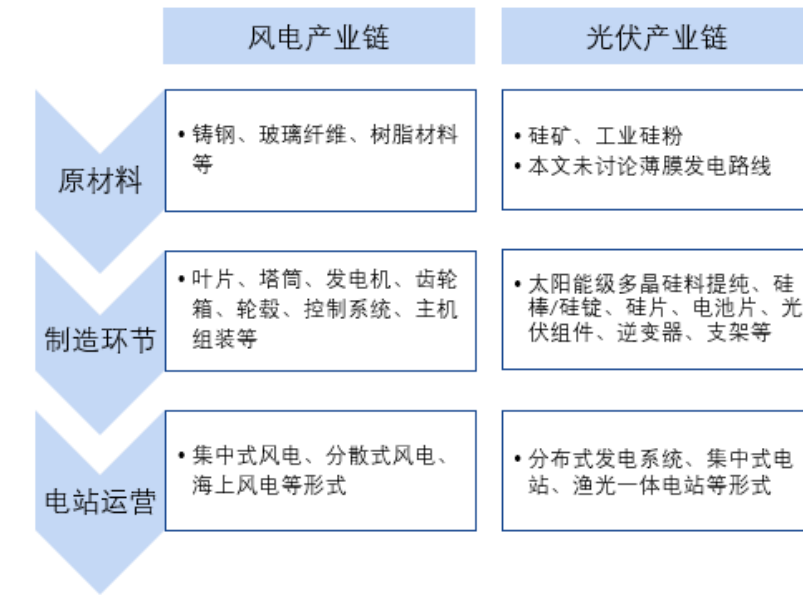 风电产业链
光伏产业链
原材料
• 铸钢、玻璃纤维、树脂材料
等
• 硅矿、工业硅粉
• 本文未讨论薄膜发电路线
制造环节
• 叶片、塔筒、发电机、齿轮
箱、轮毂、控制系统、主机
组装等
• 太阳能级多晶硅料提纯、硅
棒/硅锭、硅片、电池片、光
伏组件、逆变器、支架等
电站运营
• 集中式风电、分散式风电、
海上风电等形式
• 分布式发电系统、集中式电
站、渔光一体电站等形式